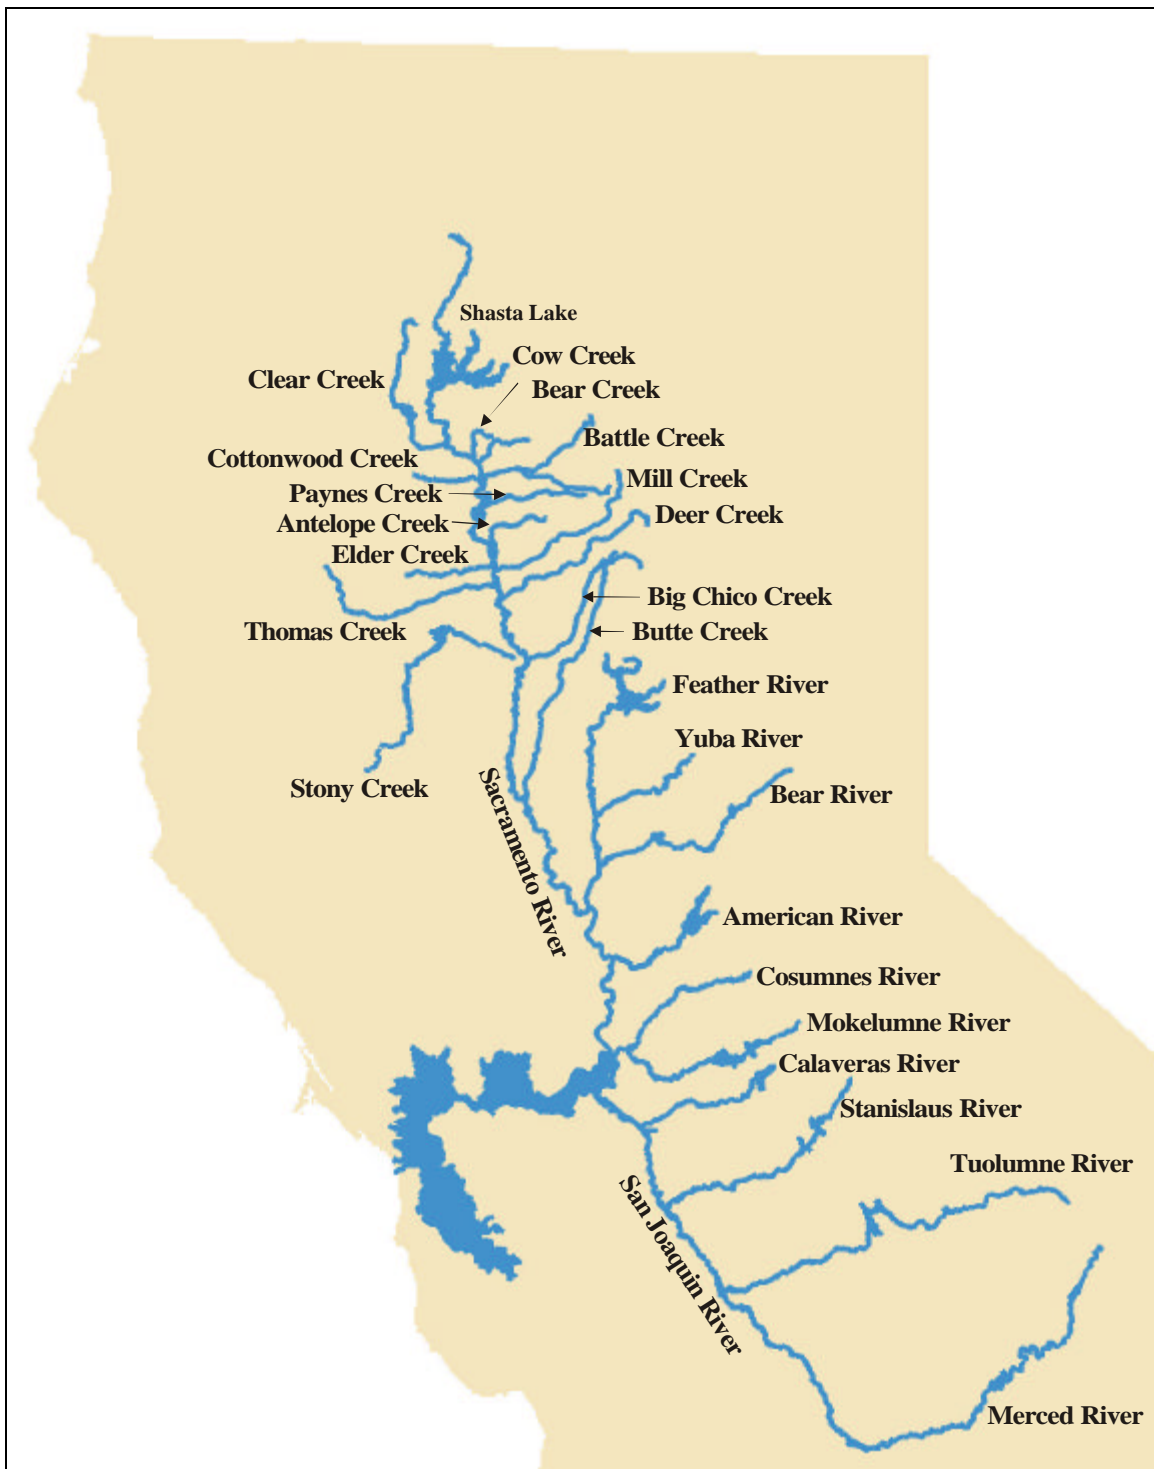 Shasta Lake
Cow Creek
Clear Creek
Bear Creek
Battle Creek
Cottonwood Creek
Mill Creek
Paynes Creek
Deer Creek
Antelope Creek
Elder Creek
Big Chico Creek
Thomas Creek
Butte Creek
Feather River
Yuba River
Stony Creek
Bear River
Sacramento River
American River
Cosumnes River
Mokelumne River
Calaveras River
Stanislaus River
Tuolumne River
San Joaquin River
Merced River